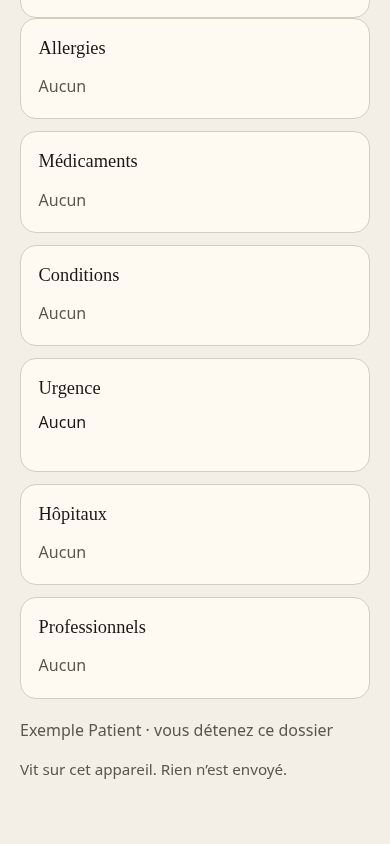 Allergies
Aucun
Médicaments
Aucun
Conditions
Aucun
Urgence
Aucun
Hôpitaux
Aucun
Professionnels
Aucun
Exemple Patient · vous détenez ce dossier
Vit sur cet appareil. Rien n’est envoyé.